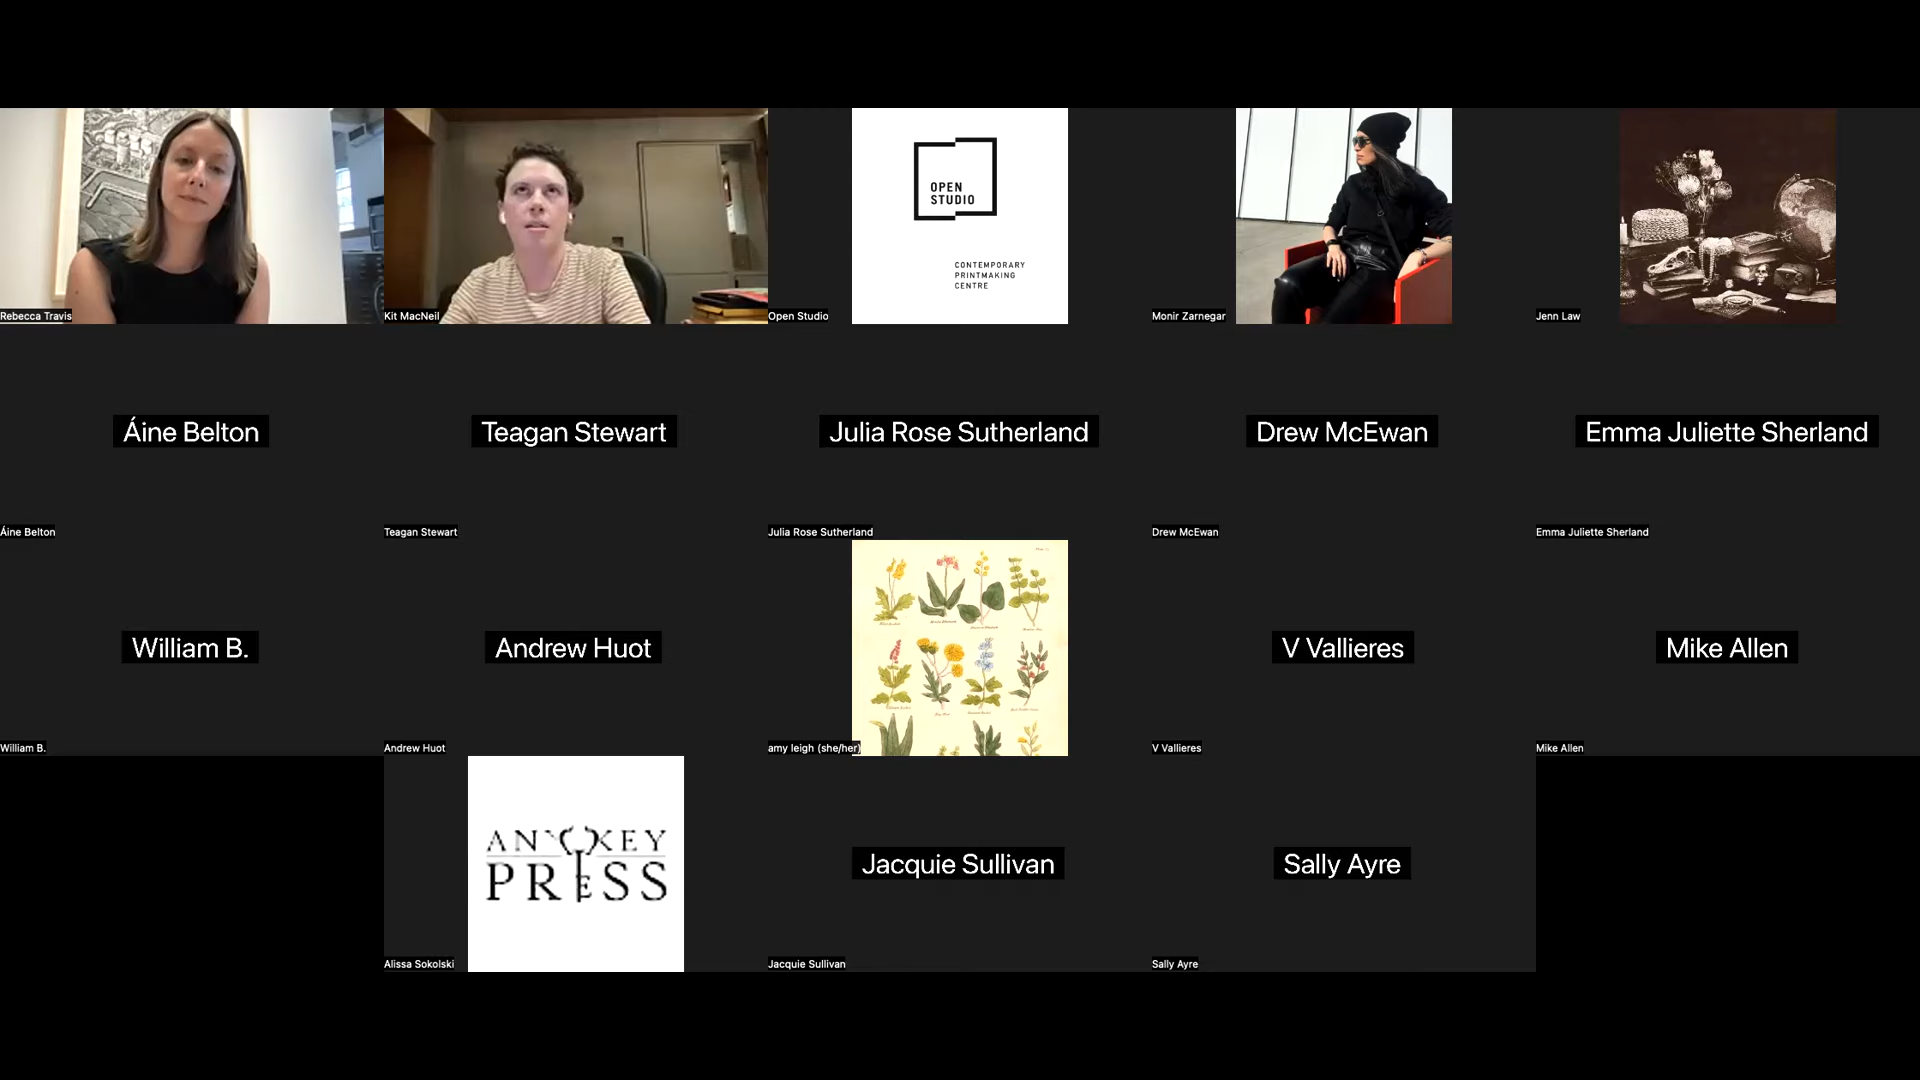 OPEN
STUDIO
CONTEMPORARY
PRINTMAKING
CENTRE
Rebecca Travis
Kit MacNeil
Open Studio
Monir Zarnegar
Jenn Law
Áine Belton
Teagan Stewart
Julia Rose Sutherland
Drew McEwan
Emma Juliette Sherland
Áine Belton
Teagan Stewart
Julia Rose Sutherland
Drew McEwan
Emma Juliette Sherland
William B.
Andrew Huot
V Vallieres
Mike Allen
William B.
Andrew Huot
amy leigh (she/her)
V Vallieres
Mike Allen
ANYKEY
PRESS
Jacquie Sullivan
Sally Ayre
Alissa Sokolski
Jacquie Sullivan
Sally Ayre